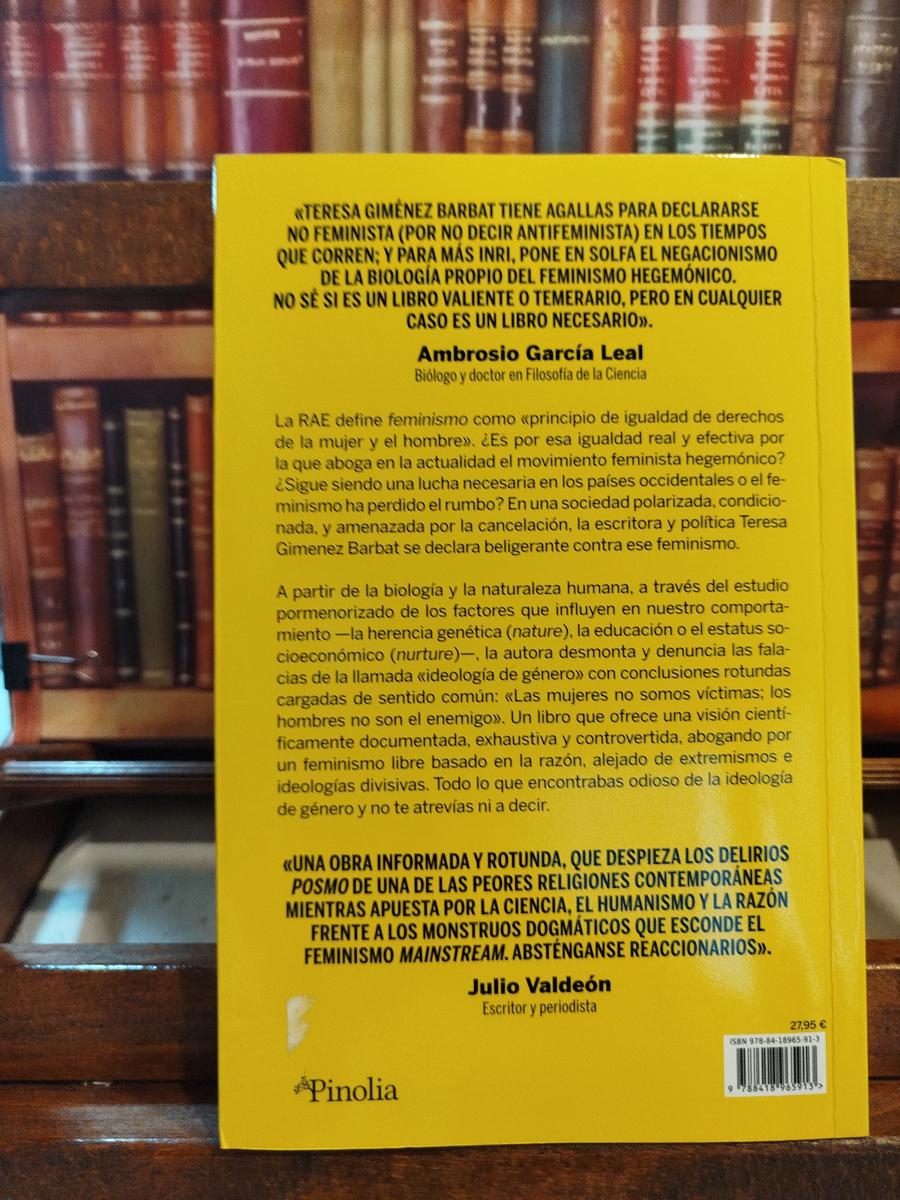 «TERESA GIMÉNEZ BARBAT TIENE AGALLAS PARA DECLARARSE
NO FEMINISTA (POR NO DECIR ANTIFEMINISTA) EN LOS TIEMPOS
QUE CORREN; Y PARA MÁS INRI, PONE EN SOLFA EL NEGACIONISMO
DE LA BIOLOGÍA PROPIO DEL FEMINISMO HEGEMÓNICO.
NO SÉ SI ES UN LIBRO VALIENTE O TEMERARIO, PERO EN CUALQUIER
CASO ES UN LIBRO NECESARIO».
Ambrosio García Leal
Biólogo y doctor en Filosofía de la Ciencia
La RAE define feminismo como «principio de igualdad de derechos
de la mujer y el hombre». ¿Es por esa igualdad real y efectiva por
la que aboga en la actualidad el movimiento feminista hegemónico?
¿Sigue siendo una lucha necesaria en los países occidentales o el fe-
minismo ha perdido el rumbo? En una sociedad polarizada, condicio-
nada, y amenazada por la cancelación, la escritora y política Teresa
Gimenez Barbat se declara beligerante contra ese feminismo.
A partir de la biología y la naturaleza humana, a través del estudio
pormenorizado de los factores que influyen en nuestro comporta-
miento —la herencia genética (nature), la educación o el estatus so-
cioeconómico (nurture)—, la autora desmonta y denuncia las fala-
cias de la llamada «ideología de género» con conclusiones rotundas
cargadas de sentido común: «Las mujeres no somos víctimas; los
hombres no son el enemigo». Un libro que ofrece una visión cientí-
ficamente documentada, exhaustiva y controvertida, abogando por
un feminismo libre basado en la razón, alejado de extremismos e
ideologías divisivas. Todo lo que encontrabas odioso de la ideología
de género y no te atrevías ni a decir.
«UNA OBRA INFORMADA Y ROTUNDA, QUE DESPIEZA LOS DELIRIOS
POSMO DE UNA DE LAS PEORES RELIGIONES CONTEMPORÁNEAS
MIENTRAS APUESTA POR LA CIENCIA, EL HUMANISMO Y LA RAZÓN
FRENTE A LOS MONSTRUOS DOGMÁTICOS QUE ESCONDE EL
FEMINISMO MAINSTREAM. ABSTÉNGANSE REACCIONARIOS».
Julio Valdeón
Escritor y periodista
27,95 €
ISBN 978-84-18965-91-3
9 788418 965913 >
Pinolia